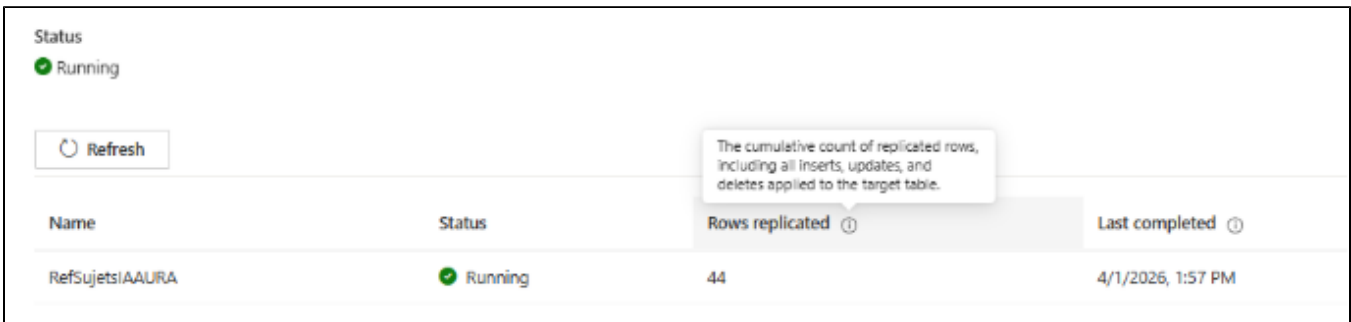 Status
Running
Refresh
The cumulative count of replicated rows,
including all inserts, updates, and
deletes applied to the target table.
Name Status Rows replicated Last completed
RefSujetsIAAURA Running 44 4/1/2026, 1:57 PM